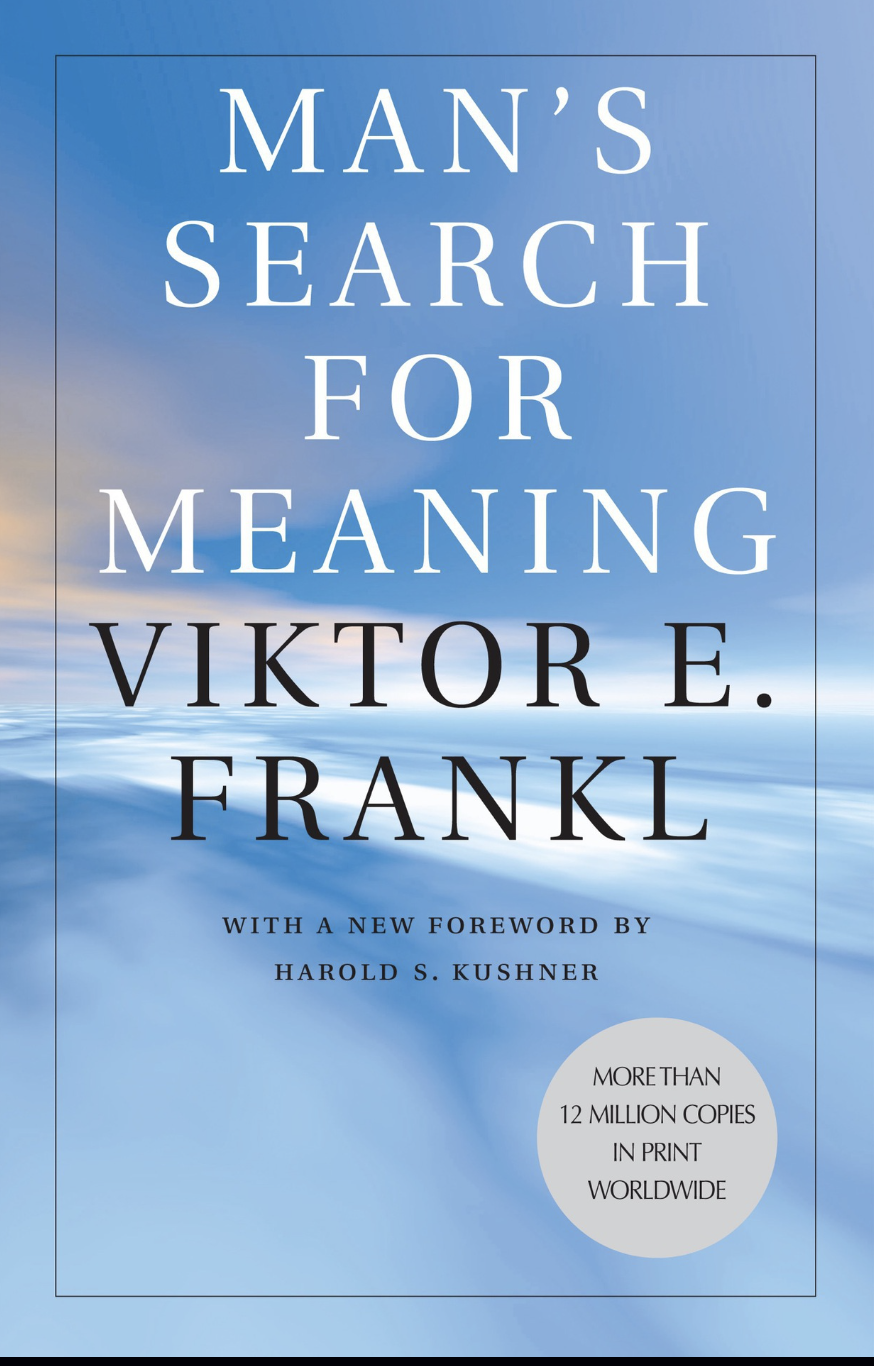 MAN’S
SEARCH
FOR
MEANING
VIKTOR E.
FRANKL
WITH A NEW FOREWORD BY
HAROLD S. KUSHNER
MORE THAN
12 MILLION COPIES
IN PRINT
WORLDWIDE